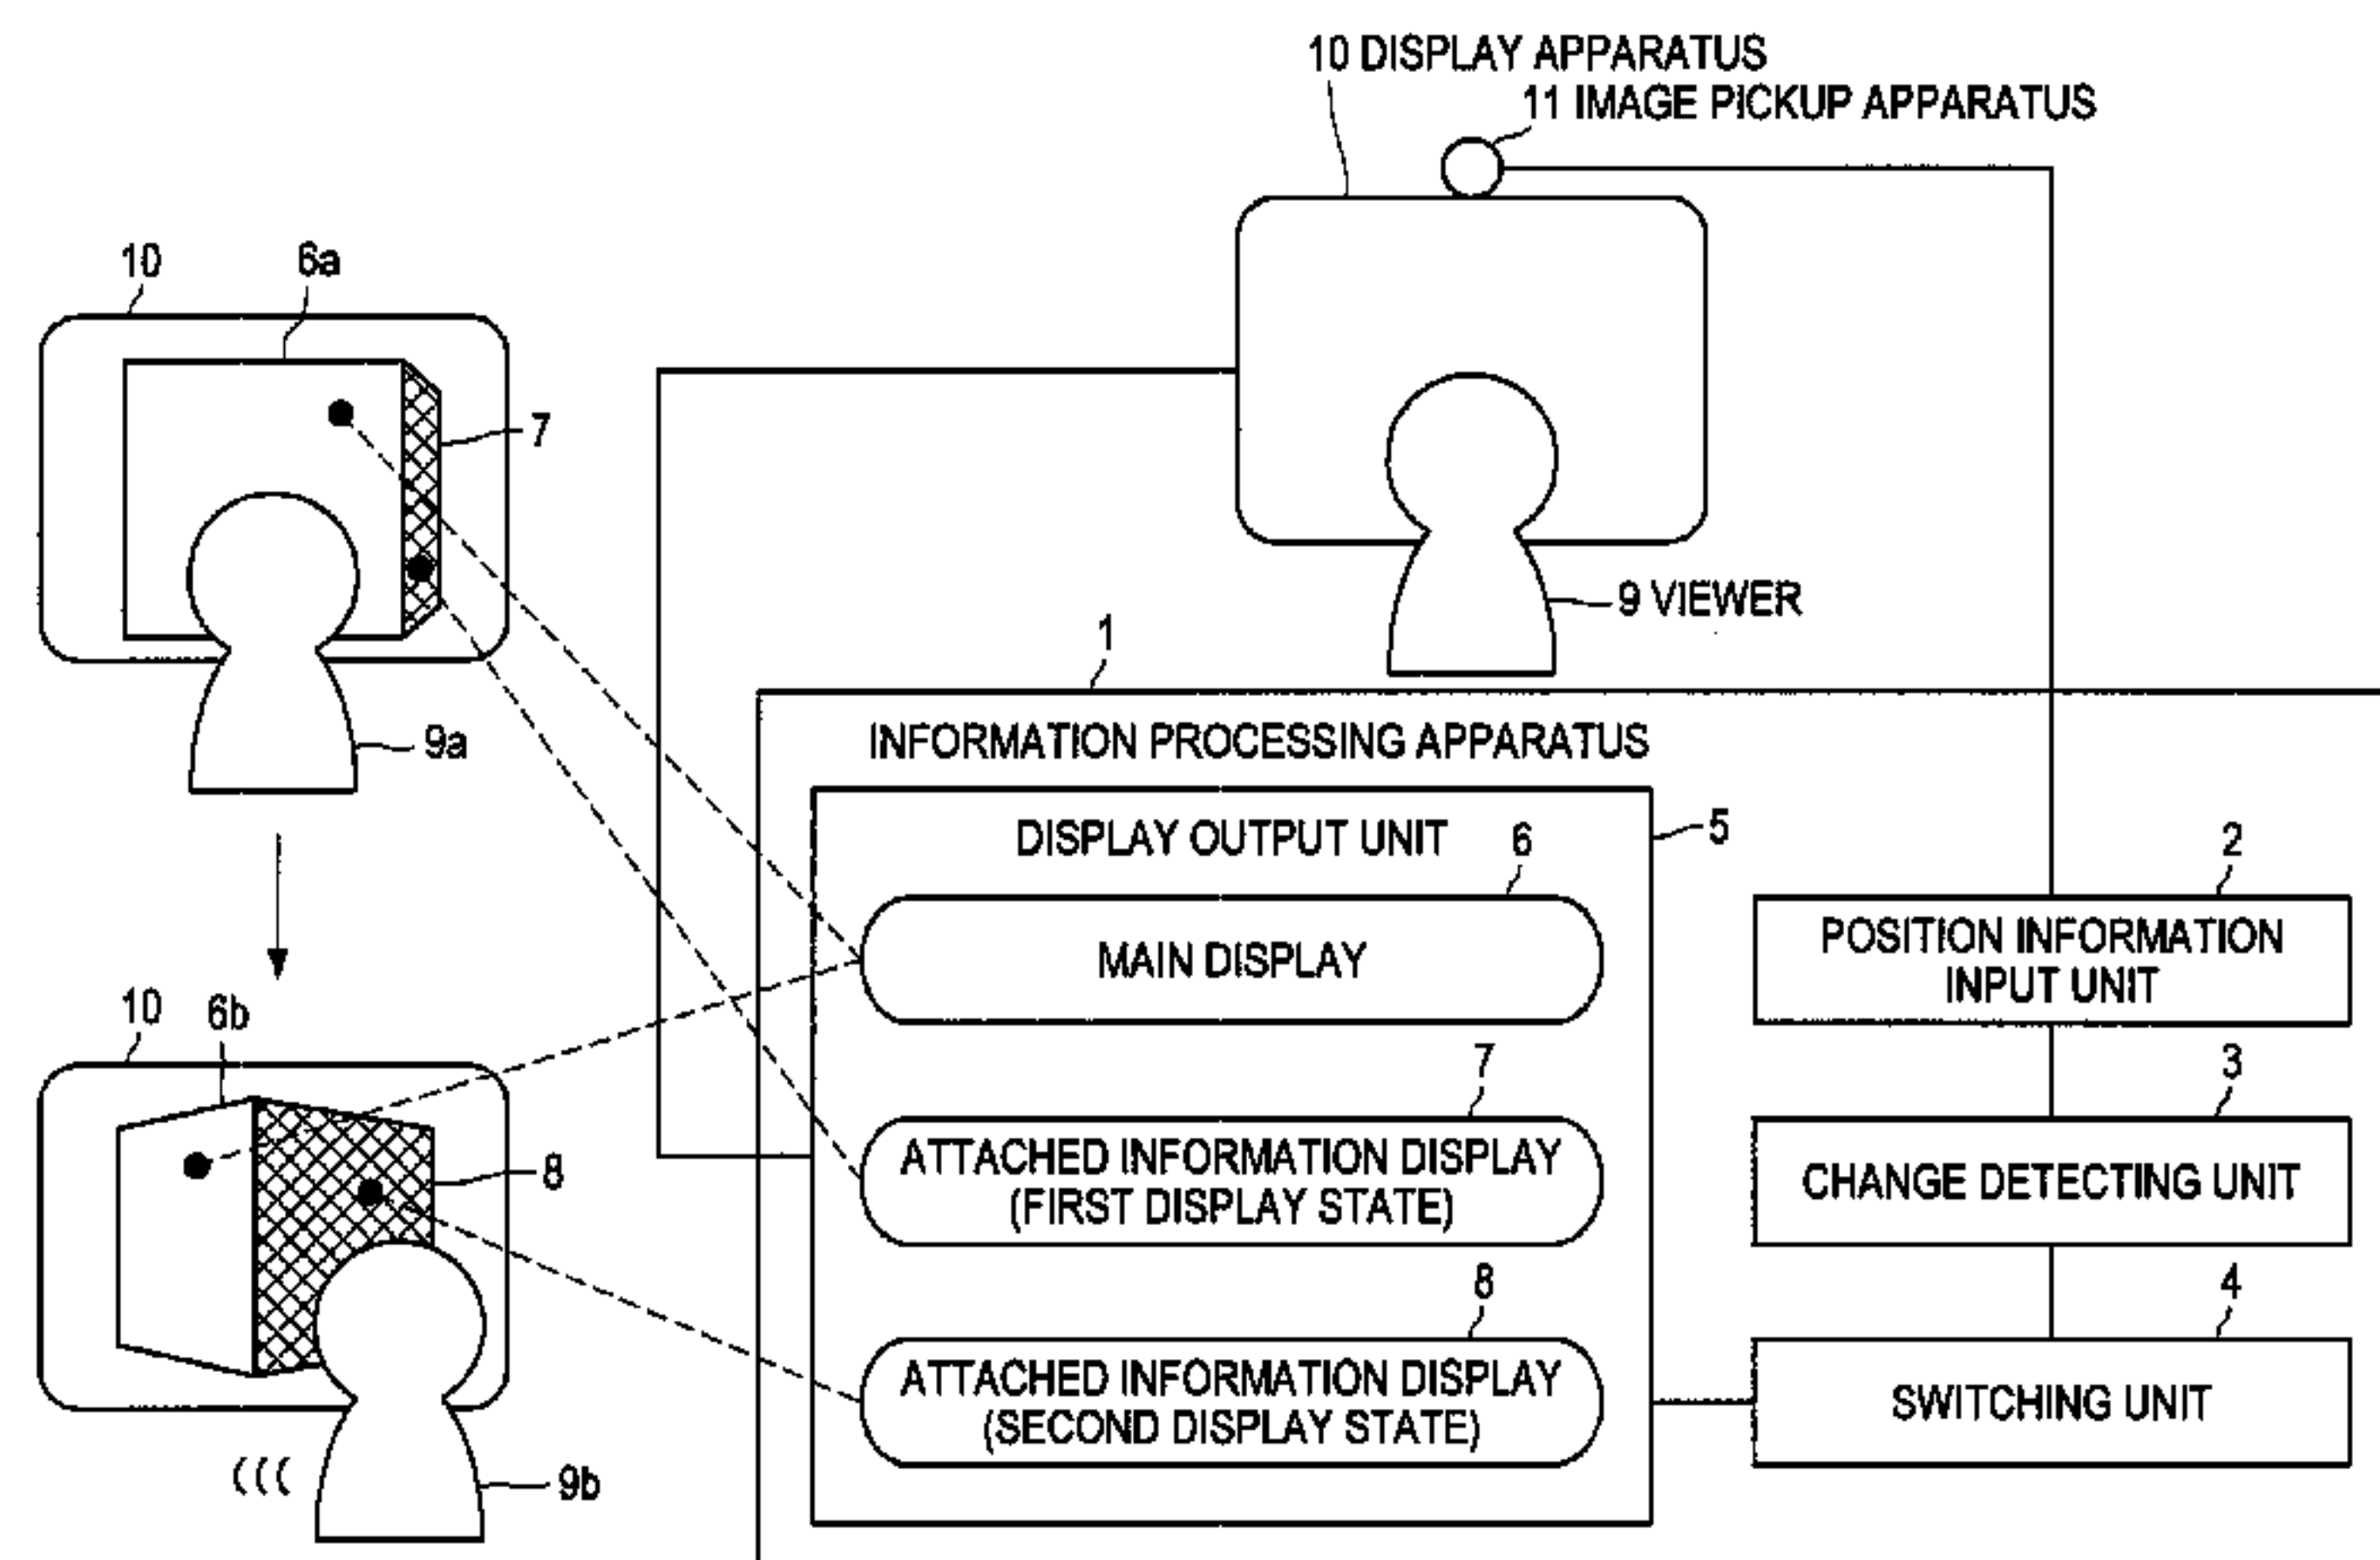 10 DISPLAY APPARATUS
11 IMAGE PICKUP APPARATUS
10
6a
7
9 VIEWER
9a
1
INFORMATION PROCESSING APPARATUS
DISPLAY OUTPUT UNIT
5
6
MAIN DISPLAY
2
POSITION INFORMATION
INPUT UNIT
10
6b
8
7
ATTACHED INFORMATION DISPLAY
(FIRST DISPLAY STATE)
3
CHANGE DETECTING UNIT
8
ATTACHED INFORMATION DISPLAY
(SECOND DISPLAY STATE)
4
SWITCHING UNIT
9b